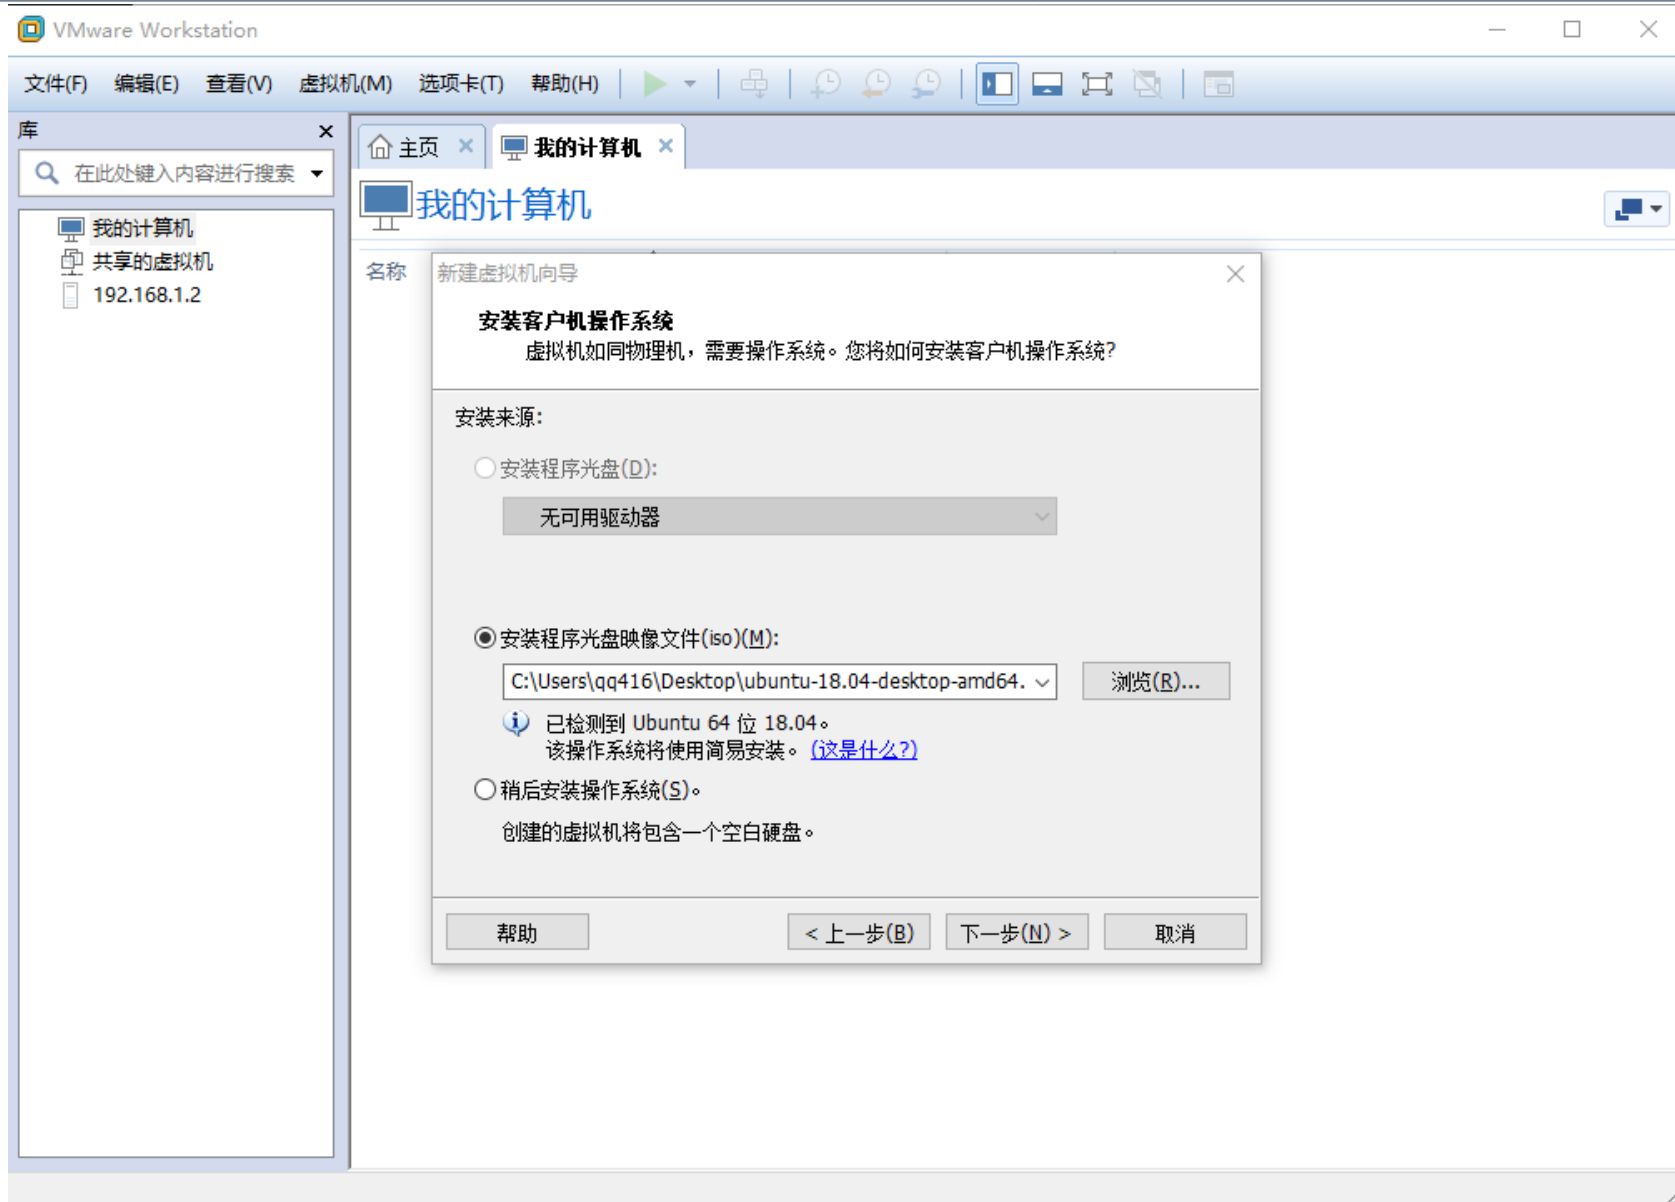 VMware Workstation
文件(F) 编辑(E) 查看(V) 虚拟机(M) 选项卡(T) 帮助(H)
库
在此处键入内容进行搜索
我的计算机
共享的虚拟机
192.168.1.2
主页
我的计算机
我的计算机
名称
新建虚拟机向导
安装客户机操作系统
虚拟机如同物理机，需要操作系统。您将如何安装客户机操作系统?
安装来源:
安装程序光盘(D):
无可用驱动器
安装程序光盘映像文件(iso)(M):
C:\Users\qq416\Desktop\ubuntu-18.04-desktop-amd64.
浏览(R)...
已检测到 Ubuntu 64 位 18.04。
该操作系统将使用简易安装。 (这是什么?)
稍后安装操作系统(S)。
创建的虚拟机将包含一个空白硬盘。
帮助
< 上一步(B)
下一步(N) >
取消